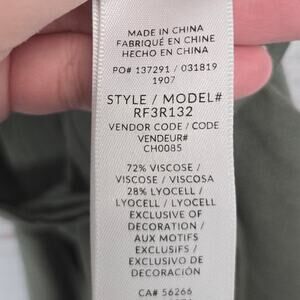 MADE IN CHINA
FABRIQUÉ EN CHINE
HECHO EN CHINA
PO# 137291 / 031819
1907
STYLE / MODEL#
RF3R132
VENDOR CODE / CODE
VENDEUR#
CH0085
72% VISCOSE /
VISCOSE / VISCOSA
28% LYOCELL /
LYOCELL / LYOCELL
EXCLUSIVE OF
DECORATION /
AUX MOTIFS
EXCLUSIFS /
EXCLUSIVO DE
DECORACIÓN
CA# 56266